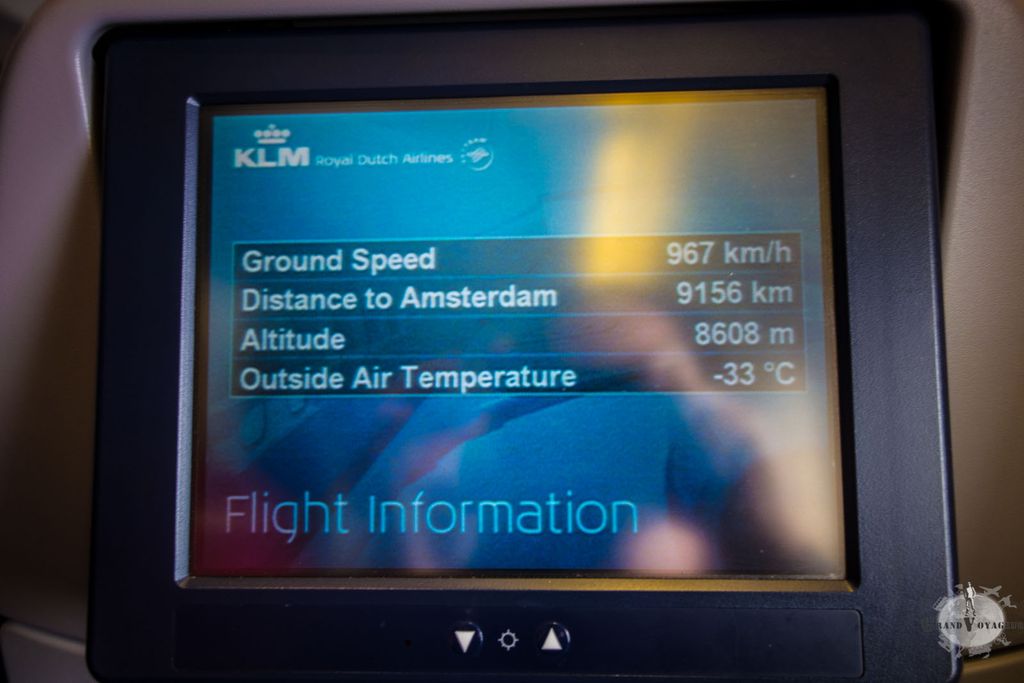 KLM Royal Dutch Airlines
Ground Speed 967 km/h
Distance to Amsterdam 9156 km
Altitude 8608 m
Outside Air Temperature -33 °C
Flight Information